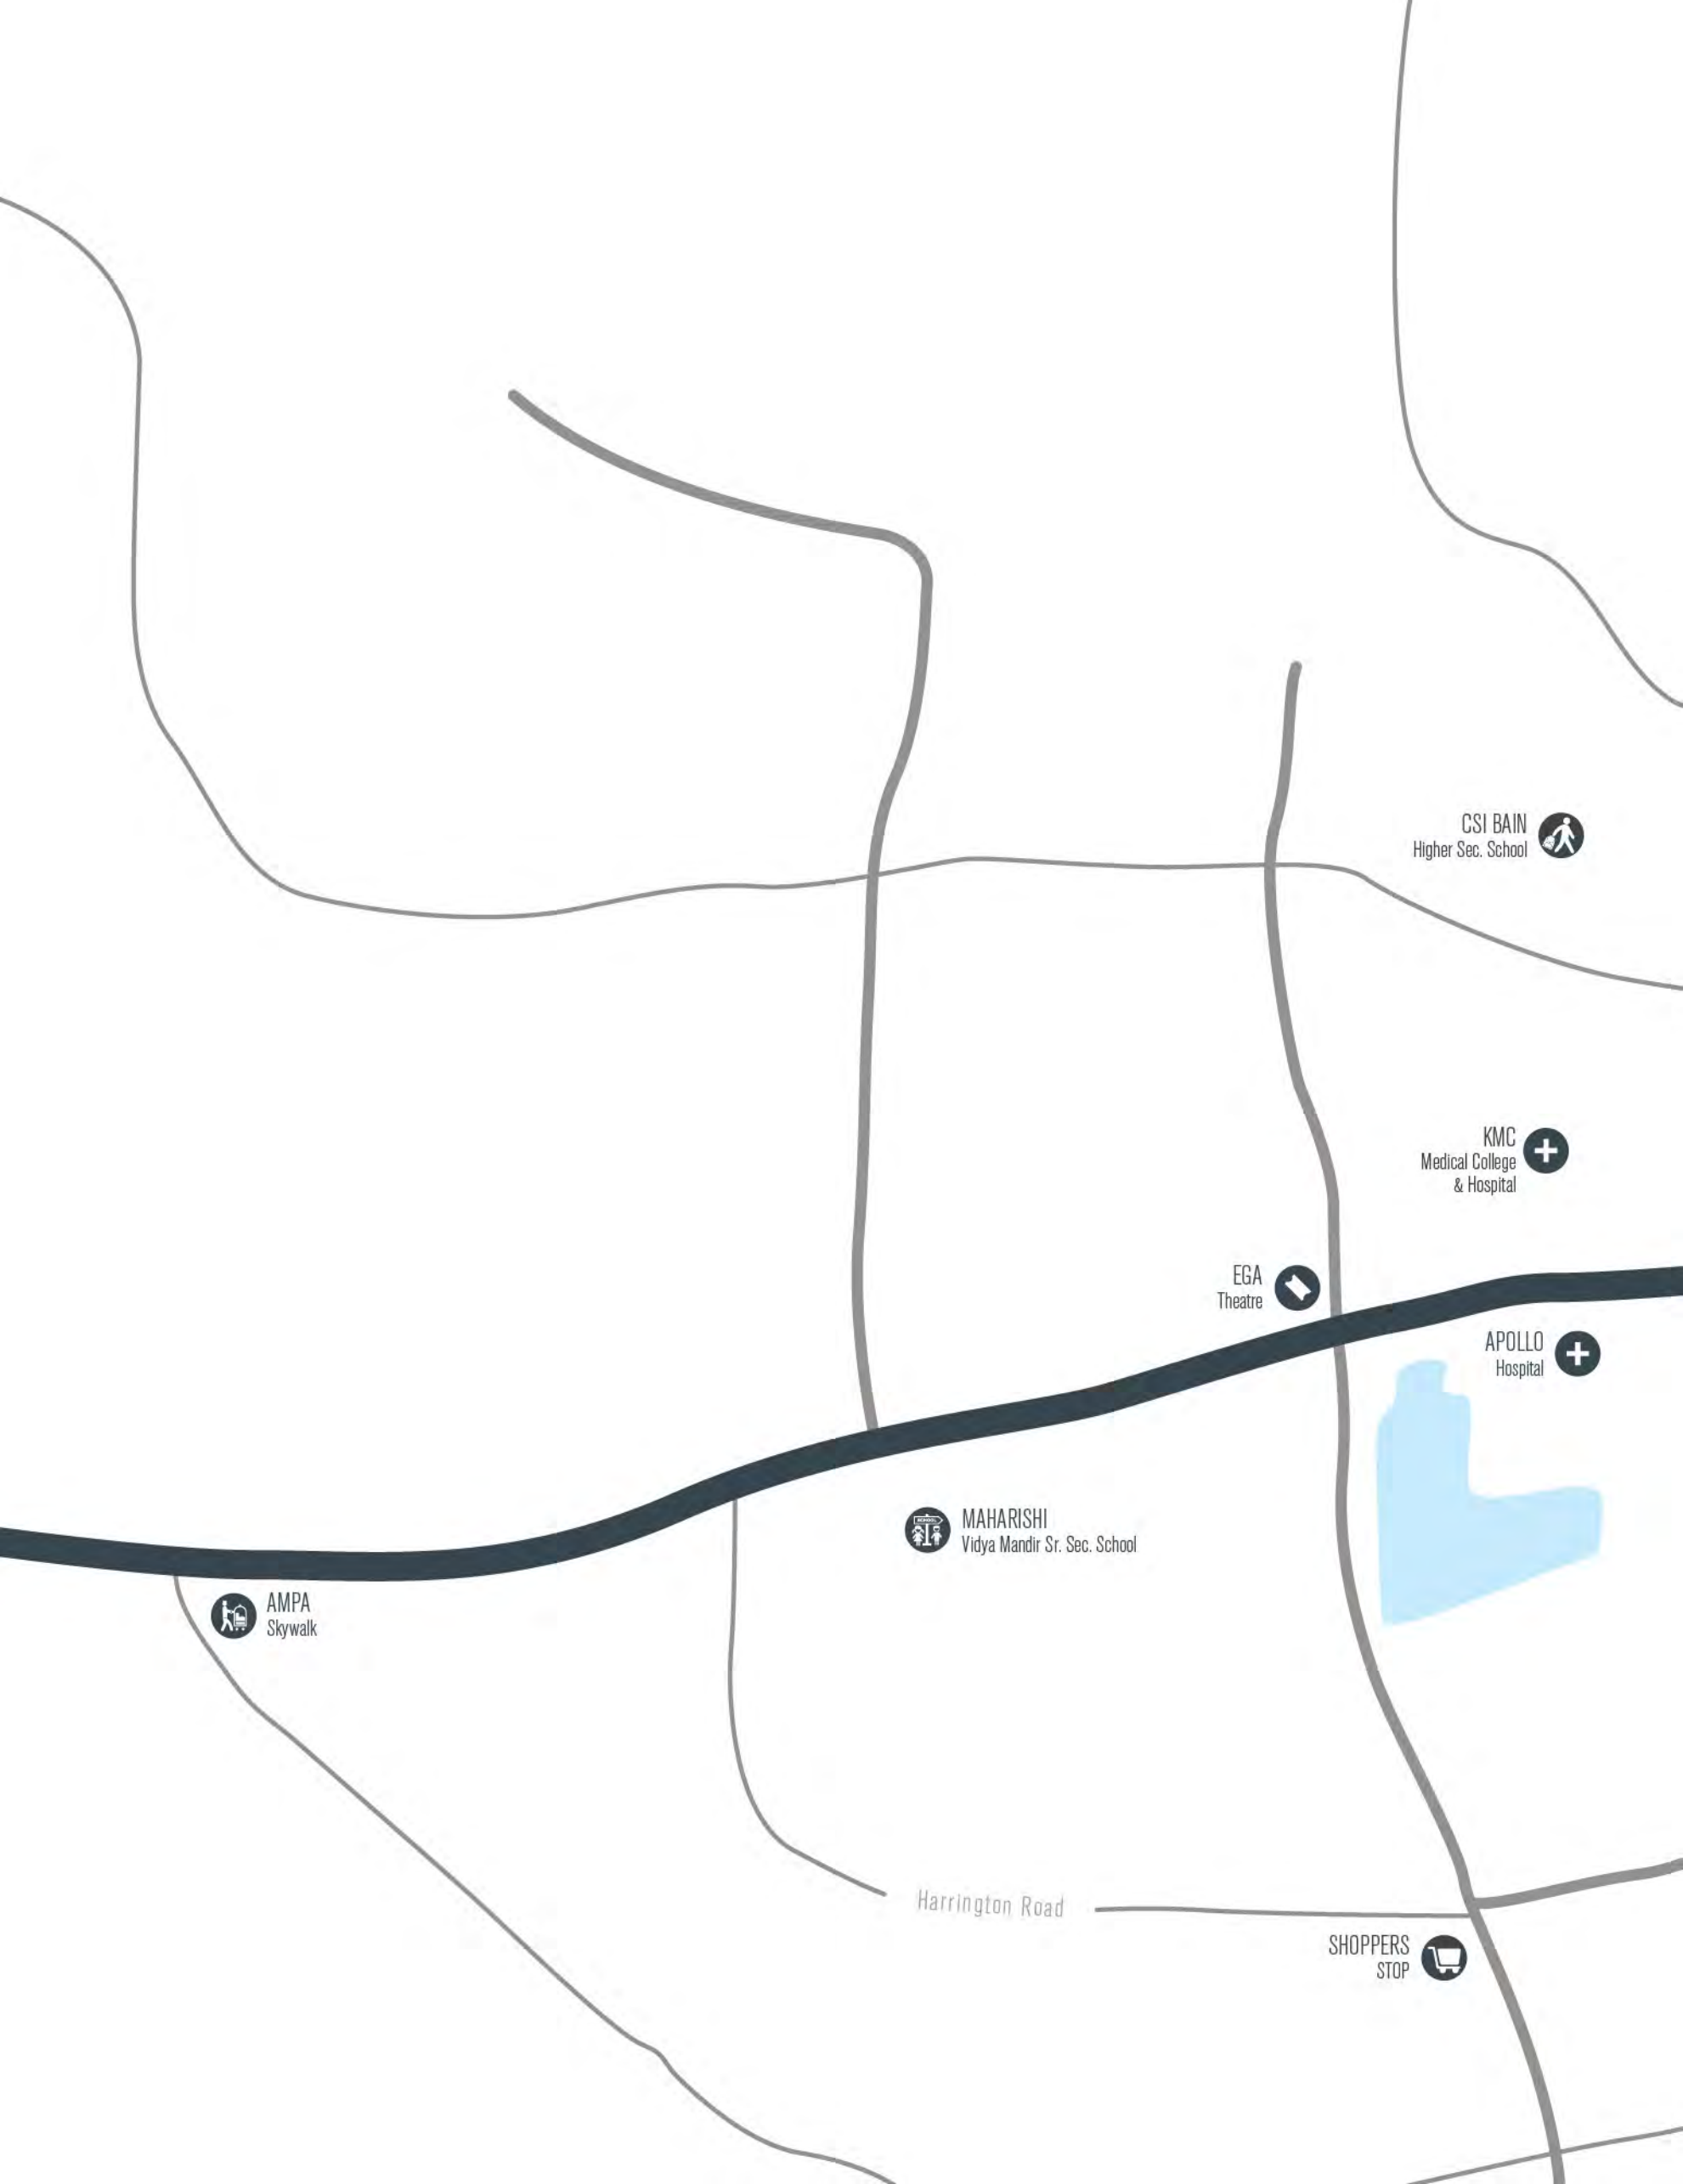 CSI BAIN
Higher Sec. School
KMC
Medical College
& Hospital
EGA
Theatre
APOLLO
Hospital
MAHARISHI
Vidya Mandir Sr. Sec. School
AMPA
Skywalk
Harrington Road
SHOPPERS
STOP